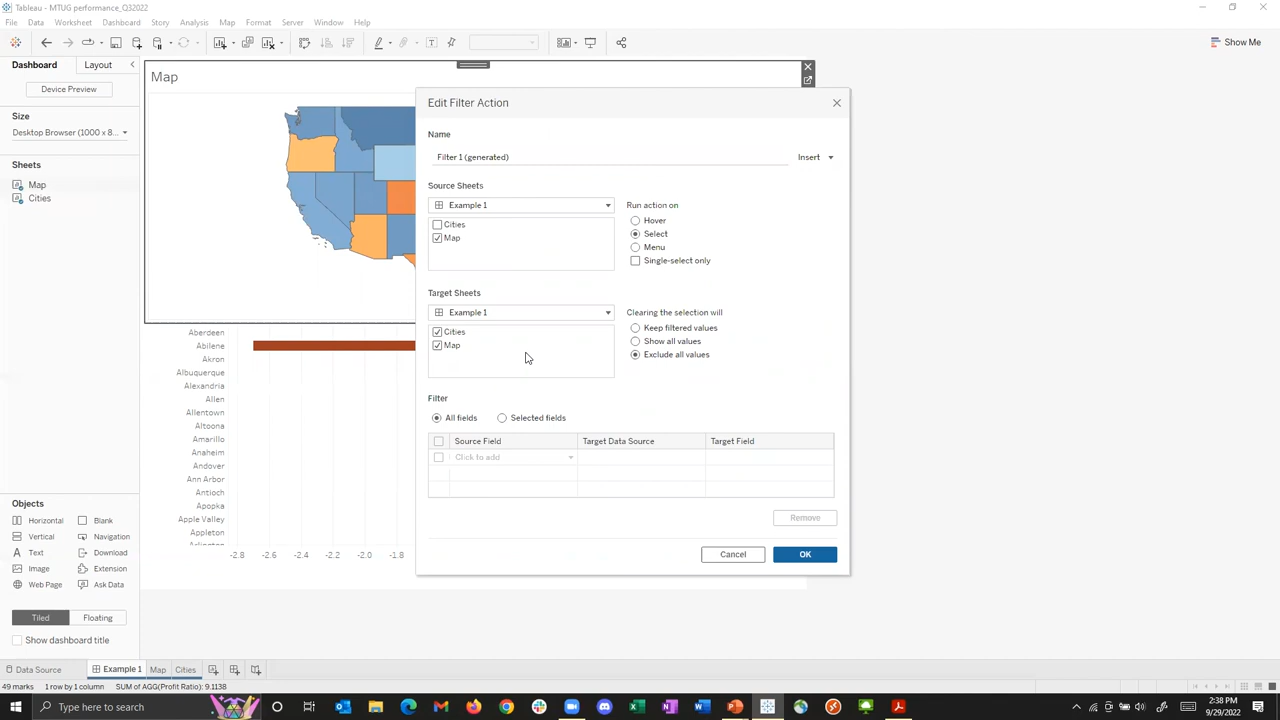 Tableau - MTUG performance_Q32022
File Data Worksheet Dashboard Story Analysis Map Format Server Window Help
Show Me
Dashboard Layout
Device Preview
Size
Desktop Browser (1000 x 8...
Sheets
Map
Cities
Objects
Horizontal Blank
Vertical Navigation
Text Download
Image Extension
Web Page Ask Data
Tiled Floating
Show dashboard title
Map
Aberdeen
Abilene
Akron
Albuquerque
Alexandria
Allen
Allentown
Altoona
Amarillo
Anaheim
Andover
Ann Arbor
Antioch
Apopka
Apple Valley
Appleton
Arlington
-2.8 -2.6 -2.4 -2.2 -2.0 -1.8
Edit Filter Action
Name
Filter 1 (generated) Insert
Source Sheets
Example 1
Cities
Map
Run action on
Hover
Select
Menu
Single-select only
Target Sheets
Example 1
Cities
Map
Clearing the selection will
Keep filtered values
Show all values
Exclude all values
Filter
All fields Selected fields
Source Field Target Data Source Target Field
Click to add
Remove
Cancel OK
Data Source Example 1 Map Cities
49 marks 1 row by 1 column SUM of AGG(Profit Ratio): 9.1138
Type here to search
2:38 PM
9/29/2022